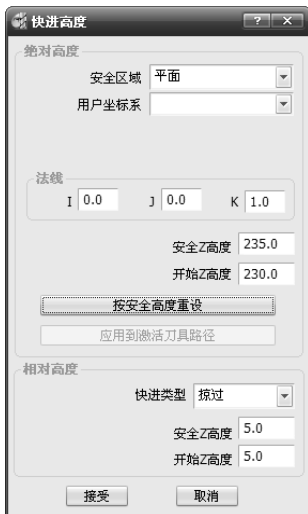 快进高度
绝对高度
安全区域 平面
用户坐标系
法线
I 0.0 J 0.0 K 1.0
安全Z高度 235.0
开始Z高度 230.0
按安全高度重设
应用到激活刀具路径
相对高度
快进类型 掠过
安全Z高度 5.0
开始Z高度 5.0
接受 取消